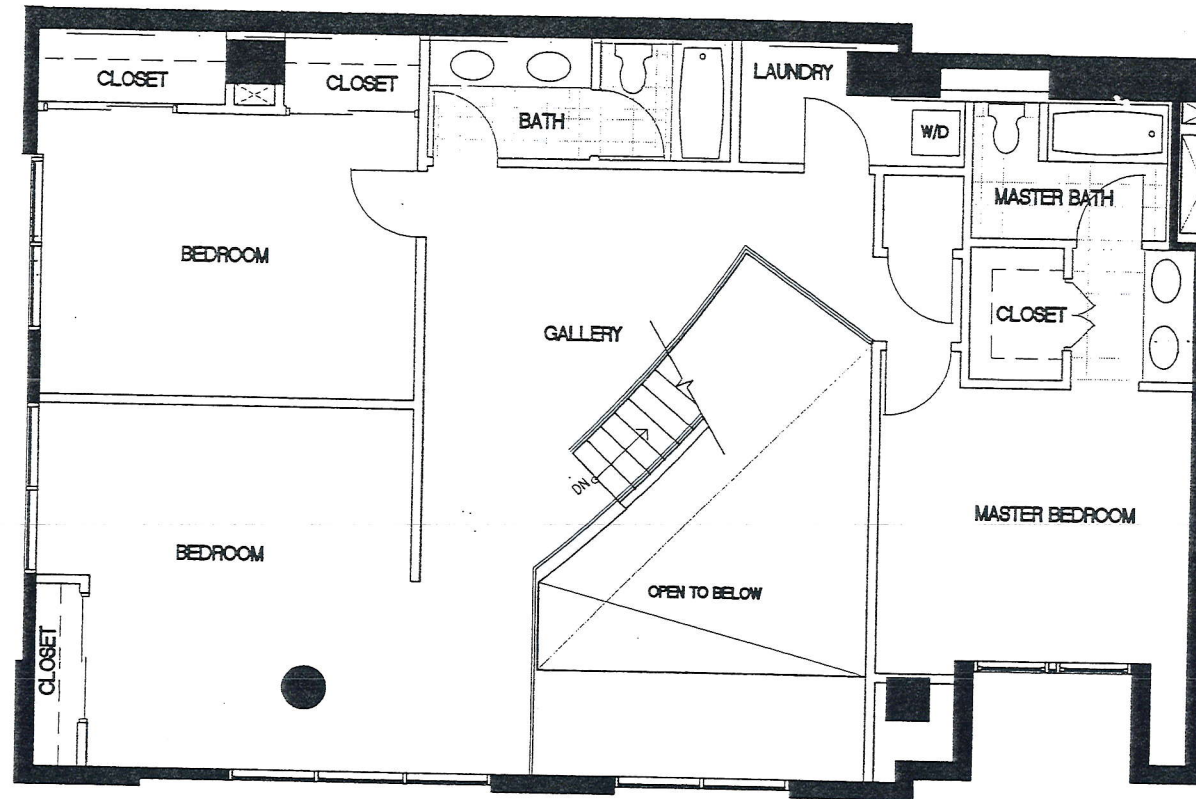 CLOSET
CLOSET
LAUNDRY
BATH
W/D
MASTER BATH
BEDROOM
CLOSET
GALLERY
DN
MASTER BEDROOM
BEDROOM
OPEN TO BELOW
CLOSET